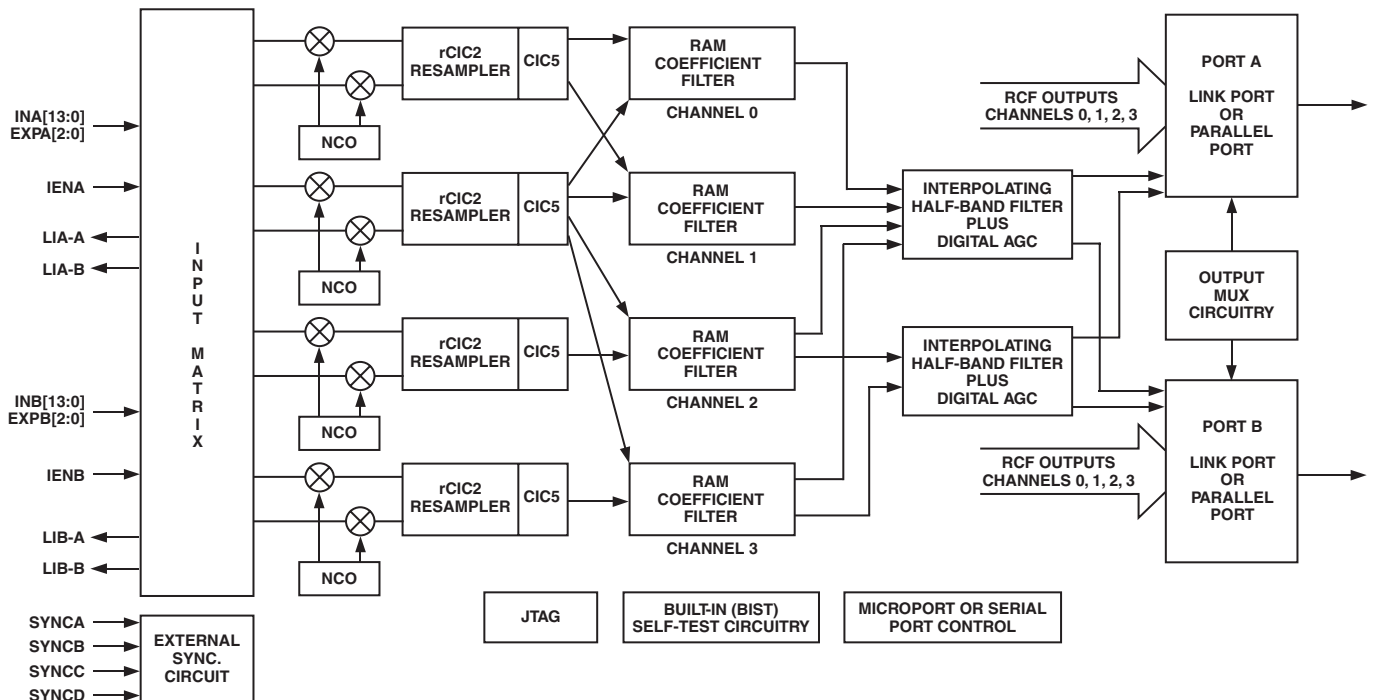 INA[13:0]
EXPA[2:0]
IENA
LIA-A
LIA-B
INB[13:0]
EXPB[2:0]
IENB
LIB-A
LIB-B
SYNCA
SYNCB
SYNCC
SYNCD
INPUT MATRIX
EXTERNAL
SYNC.
CIRCUIT
NCO
NCO
NCO
NCO
rCIC2
RESAMPLER
CIC5
rCIC2
RESAMPLER
CIC5
rCIC2
RESAMPLER
CIC5
rCIC2
RESAMPLER
CIC5
RAM
COEFFICIENT
FILTER
CHANNEL 0
RAM
COEFFICIENT
FILTER
CHANNEL 1
RAM
COEFFICIENT
FILTER
CHANNEL 2
RAM
COEFFICIENT
FILTER
CHANNEL 3
INTERPOLATING
HALF-BAND FILTER
PLUS
DIGITAL AGC
INTERPOLATING
HALF-BAND FILTER
PLUS
DIGITAL AGC
RCF OUTPUTS
CHANNELS 0, 1, 2, 3
RCF OUTPUTS
CHANNELS 0, 1, 2, 3
PORT A
LINK PORT
OR
PARALLEL
PORT
OUTPUT
MUX
CIRCUITRY
PORT B
LINK PORT
OR
PARALLEL
PORT
JTAG
BUILT-IN (BIST)
SELF-TEST CIRCUITRY
MICROPORT OR SERIAL
PORT CONTROL